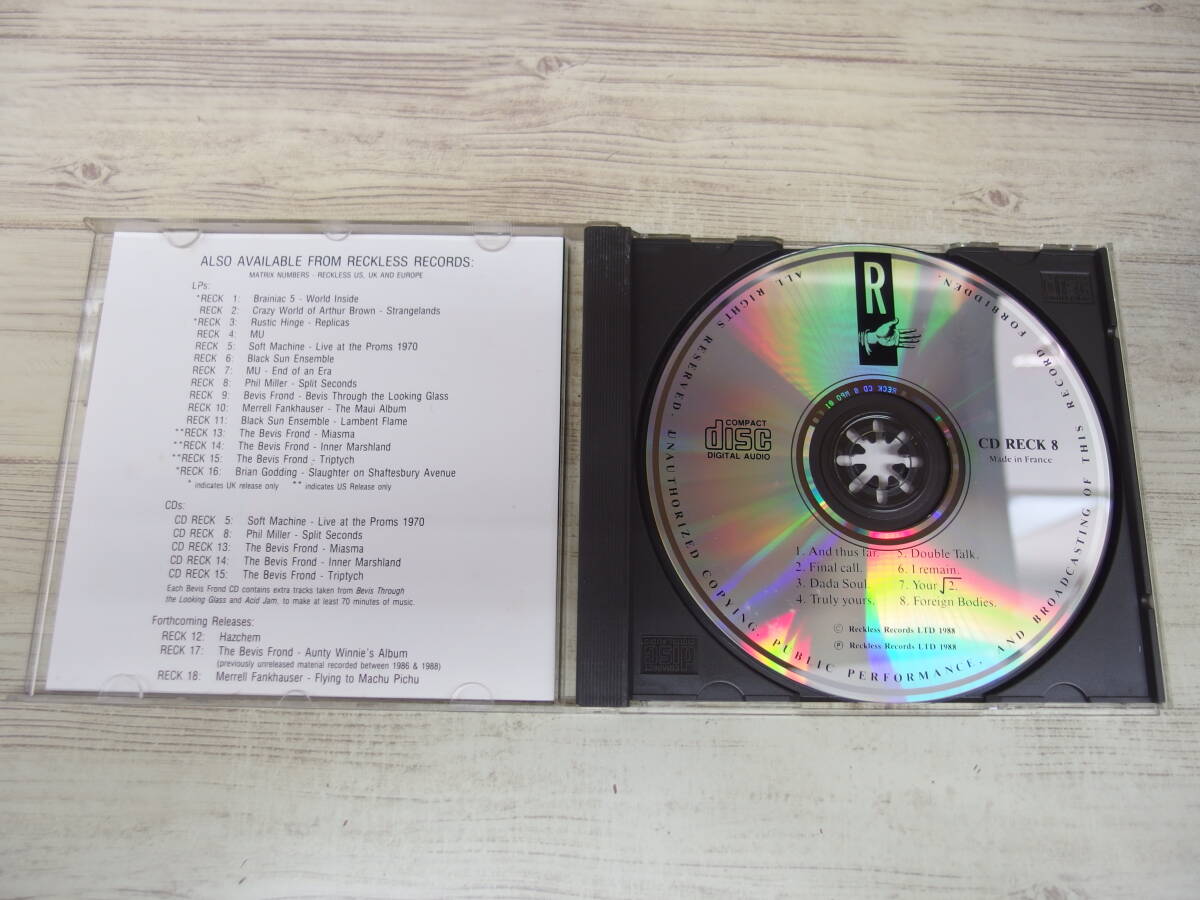 ALSO AVAILABLE FROM RECKLESS RECORDS:
MATRIX NUMBERS - RECKLESS US, UK AND EUROPE
LPs:
*RECK 1: Brainiac 5 - World Inside
RECK 2: Crazy World of Arthur Brown - Strangelands
*RECK 3: Rustic Hinge - Replicas
RECK 4: MU
RECK 5: Soft Machine - Live at the Proms 1970
RECK 6: Black Sun Ensemble
RECK 7: MU - End of an Era
RECK 8: Phil Miller - Split Seconds
RECK 9: Bevis Frond - Bevis Through the Looking Glass
RECK 10: Merrell Fankhauser - The Maui Album
RECK 11: Black Sun Ensemble - Lambent Flame
**RECK 13: The Bevis Frond - Miasma
**RECK 14: The Bevis Frond - Inner Marshland
**RECK 15: The Bevis Frond - Triptych
*RECK 16: Brian Godding - Slaughter on Shaftesbury Avenue
* indicates UK release only ** indicates US Release only
CDs:
CD RECK 5: Soft Machine - Live at the Proms 1970
CD RECK 8: Phil Miller - Split Seconds
CD RECK 13: The Bevis Frond - Miasma
CD RECK 14: The Bevis Frond - Inner Marshland
CD RECK 15: The Bevis Frond - Triptych
Each Bevis Frond CD contains extra tracks taken from Bevis Through
the Looking Glass and Acid Jam. to make at least 70 minutes of music.
Forthcoming Releases:
RECK 12: Hazchem
RECK 17: The Bevis Frond - Aunty Winnie's Album
(previously unreleased material recorded between 1986 & 1988)
RECK 18: Merrell Fankhauser - Flying to Machu Pichu
R
ALL RIGHTS RESERVED. UNAUTHORIZED COPYING, PUBLIC PERFORMANCE, AND BROADCASTING OF THIS RECORD FORBIDDEN.
COMPACT
disc
DIGITAL AUDIO
CD RECK 8
Made in France
1. And thus far.
2. Final call.
3. Dada Soul.
4. Truly yours.
5. Double Talk.
6. I remain.
7. Your √2.
8. Foreign Bodies.
© Reckless Records LTD 1988
℗ Reckless Records LTD 1988